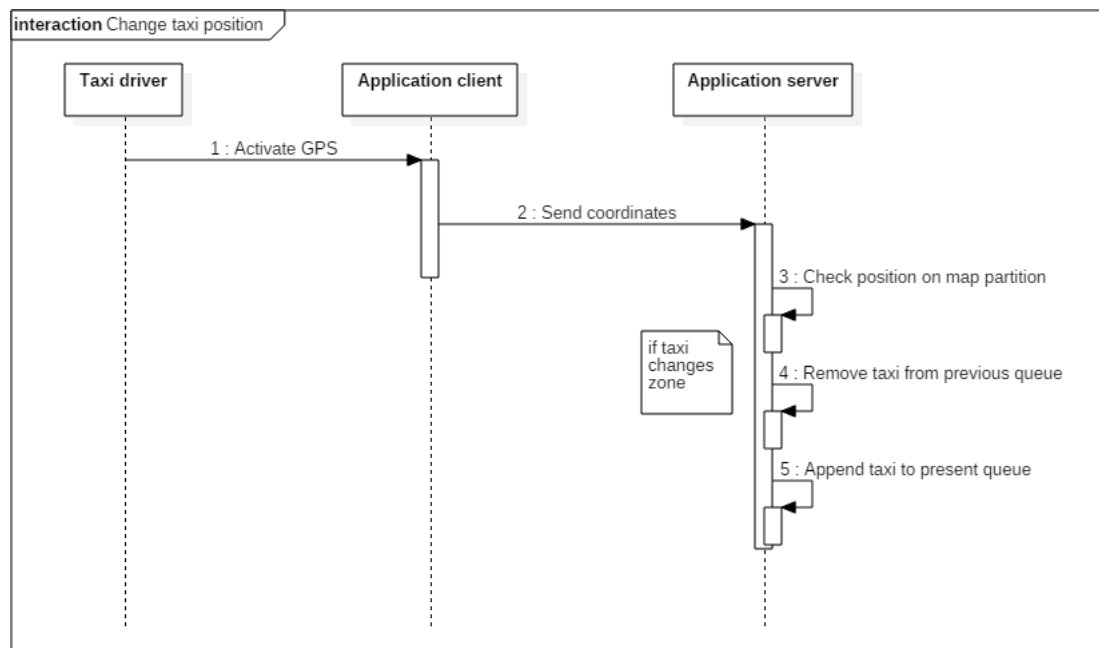 interaction Change taxi position
Taxi driver
Application client
Application server
1 : Activate GPS
2 : Send coordinates
3 : Check position on map partition
if taxi
changes
zone
4 : Remove taxi from previous queue
5 : Append taxi to present queue